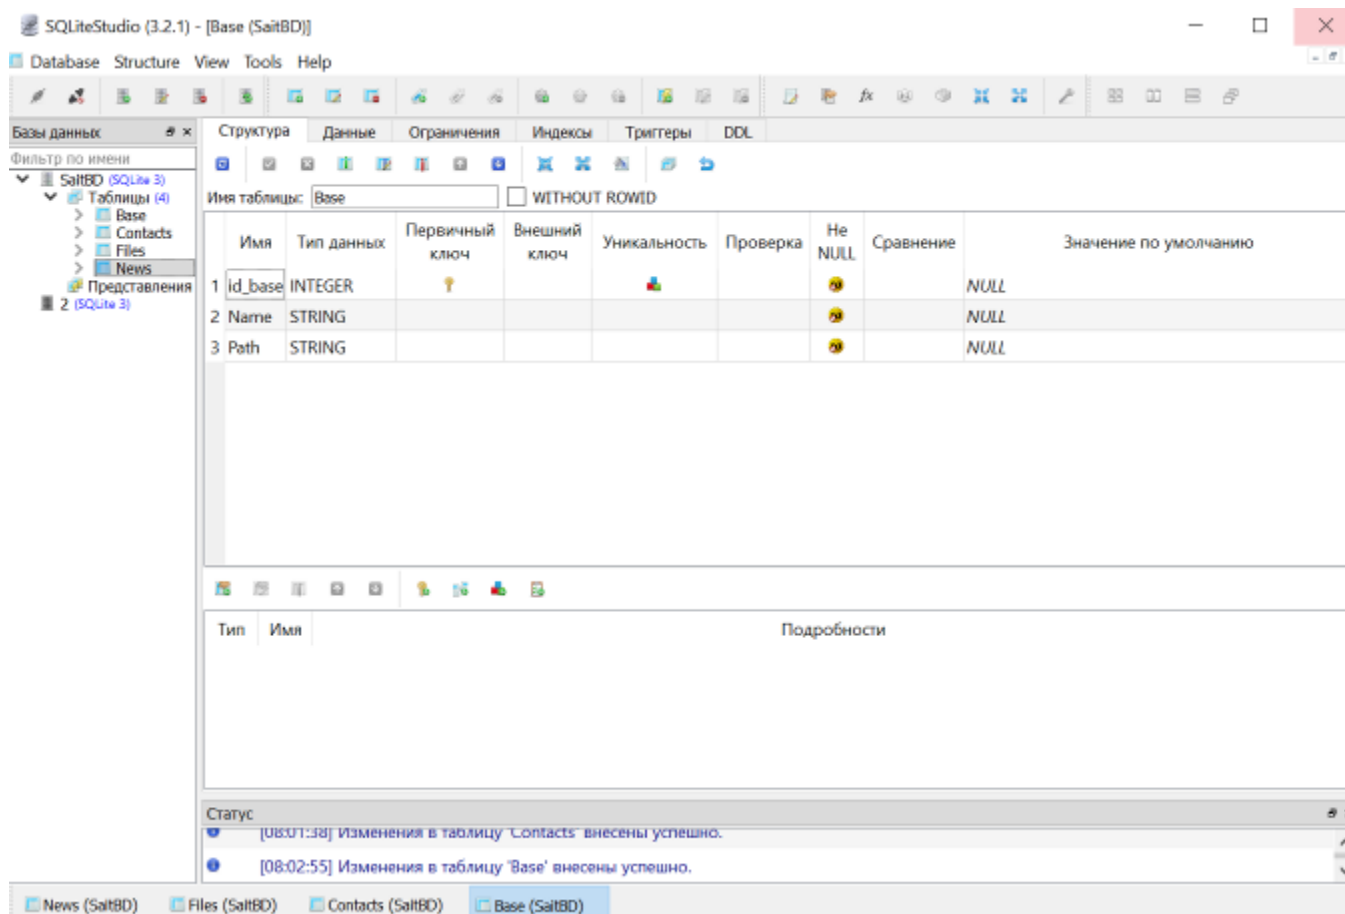 SQLiteStudio (3.2.1) - [Base (SaitBD)]
Database Structure View Tools Help
Базы данных
Фильтр по имени
SaitBD (SQLite 3)
Таблицы (4)
Base
Contacts
Files
News
Представления
2 (SQLite 3)
Структура Данные Ограничения Индексы Триггеры DDL
Имя таблицы: Base WITHOUT ROWID
Имя Тип данных Первичный ключ Внешний ключ Уникальность Проверка Не NULL Сравнение Значение по умолчанию
1 id_base INTEGER NULL
2 Name STRING NULL
3 Path STRING NULL
Тип Имя Подробности
Статус
[08:01:38] Изменения в таблицу 'Contacts' внесены успешно.
[08:02:55] Изменения в таблицу 'Base' внесены успешно.
News (SaitBD) Files (SaitBD) Contacts (SaitBD) Base (SaitBD)